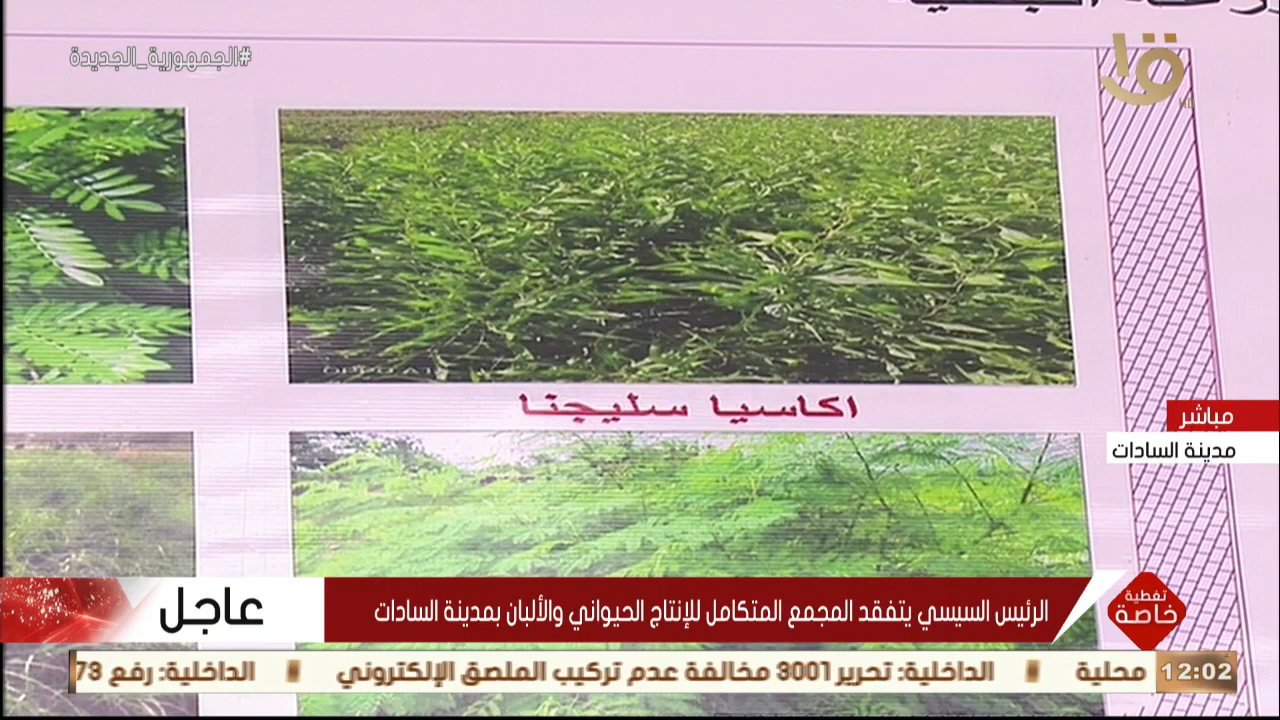 #الجمهورية_الجديدة
HD
اكاسيا سليجنا
مباشر
مدينة السادات
تغطية
خاصة
الرئيس السيسي يتفقد المجمع المتكامل للإنتاج الحيواني والألبان بمدينة السادات
عاجل
12:02 محلية الداخلية: تحرير 3001 مخالفة عدم تركيب الملصق الإلكتروني الداخلية: رفع 73